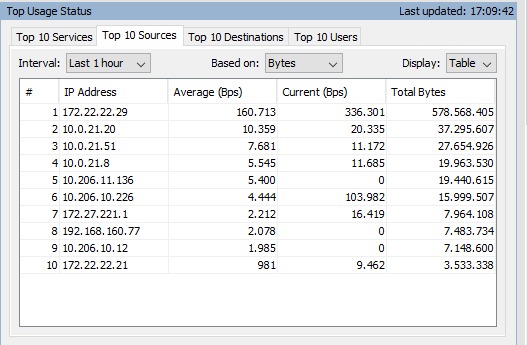 Top Usage Status Last updated: 17:09:42
Top 10 Services Top 10 Sources Top 10 Destinations Top 10 Users
Interval: Last 1 hour Based on: Bytes Display: Table
# IP Address Average (Bps) Current (Bps) Total Bytes
1 172.22.22.29 160.713 336.301 578.568.405
2 10.0.21.20 10.359 20.335 37.295.607
3 10.0.21.51 7.681 11.172 27.654.926
4 10.0.21.8 5.545 11.685 19.963.530
5 10.206.11.136 5.400 0 19.440.615
6 10.206.10.226 4.444 103.982 15.999.507
7 172.27.221.1 2.212 16.419 7.964.108
8 192.168.160.77 2.078 0 7.483.734
9 10.206.10.12 1.985 0 7.148.600
10 172.22.22.21 981 9.462 3.533.338